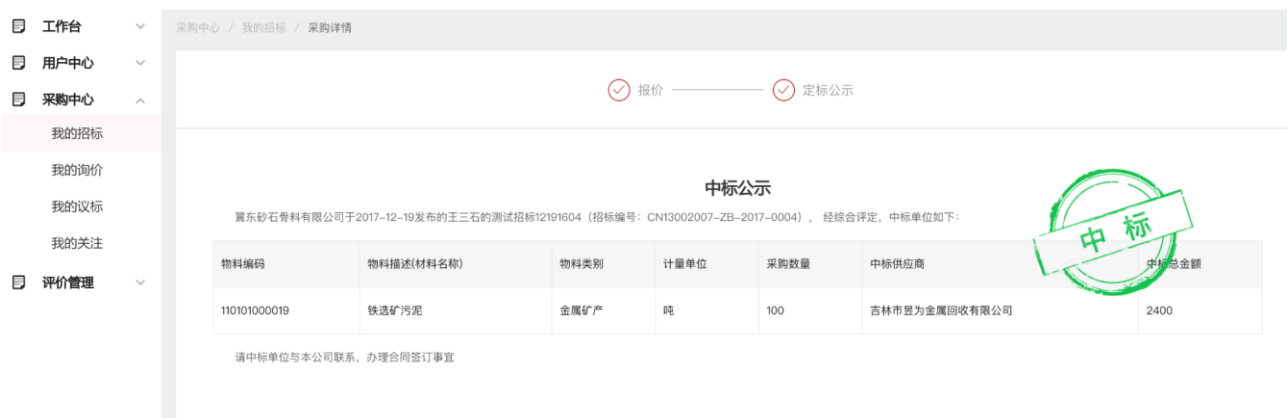 工作台
用户中心
采购中心
我的招标
我的询价
我的议标
我的关注
评价管理
采购中心 / 我的招标 / 采购详情
报价 定标公示
中标公示
冀东砂石骨料有限公司于2017-12-19发布的王三石的测试招标12191604（招标编号：CN13002007-ZB-2017-0004）， 经综合评定，中标单位如下：
中标
物料编码 物料描述(材料名称) 物料类别 计量单位 采购数量 中标供应商 中标总金额
110101000019 铁选矿污泥 金属矿产 吨 100 吉林市昱为金属回收有限公司 2400
请中标单位与本公司联系，办理合同签订事宜